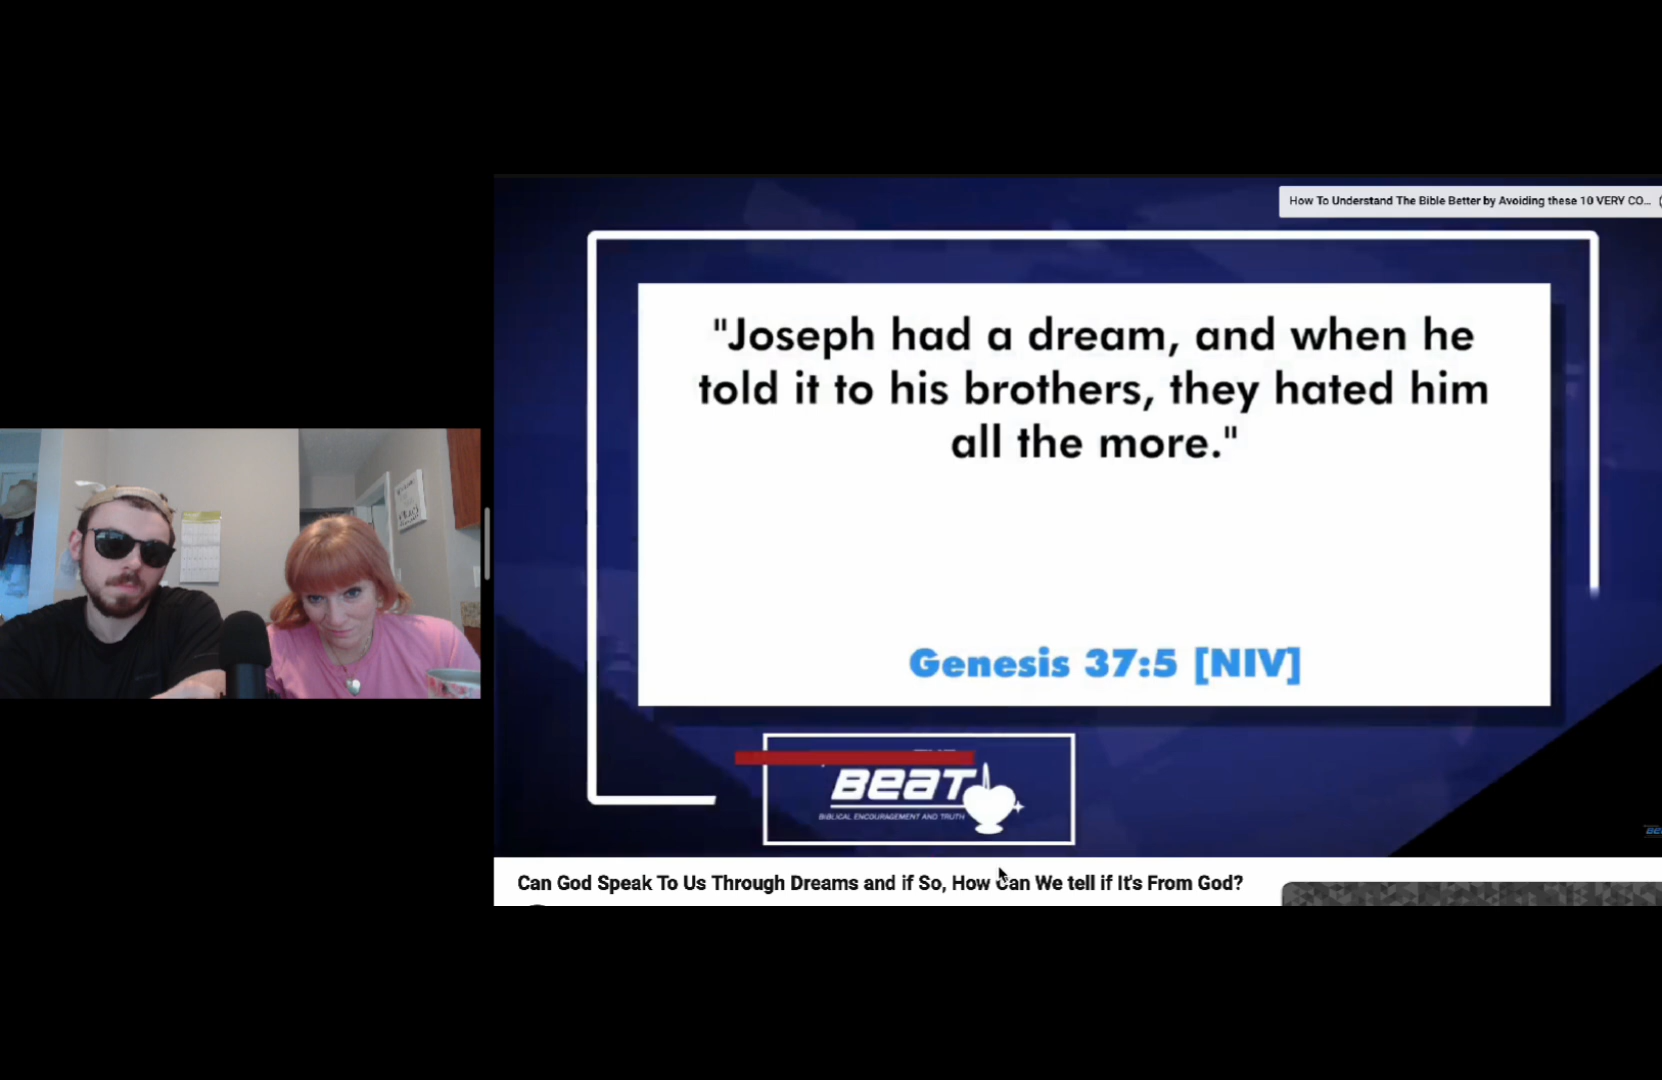 How To Understand The Bible Better by Avoiding these 10 VERY CO...
"Joseph had a dream, and when he
told it to his brothers, they hated him
all the more."
Genesis 37:5 [NIV]
BEAT
BIBLICAL ENCOURAGEMENT AND TRUTH
Can God Speak To Us Through Dreams and if So, How Can We tell if It's From God?